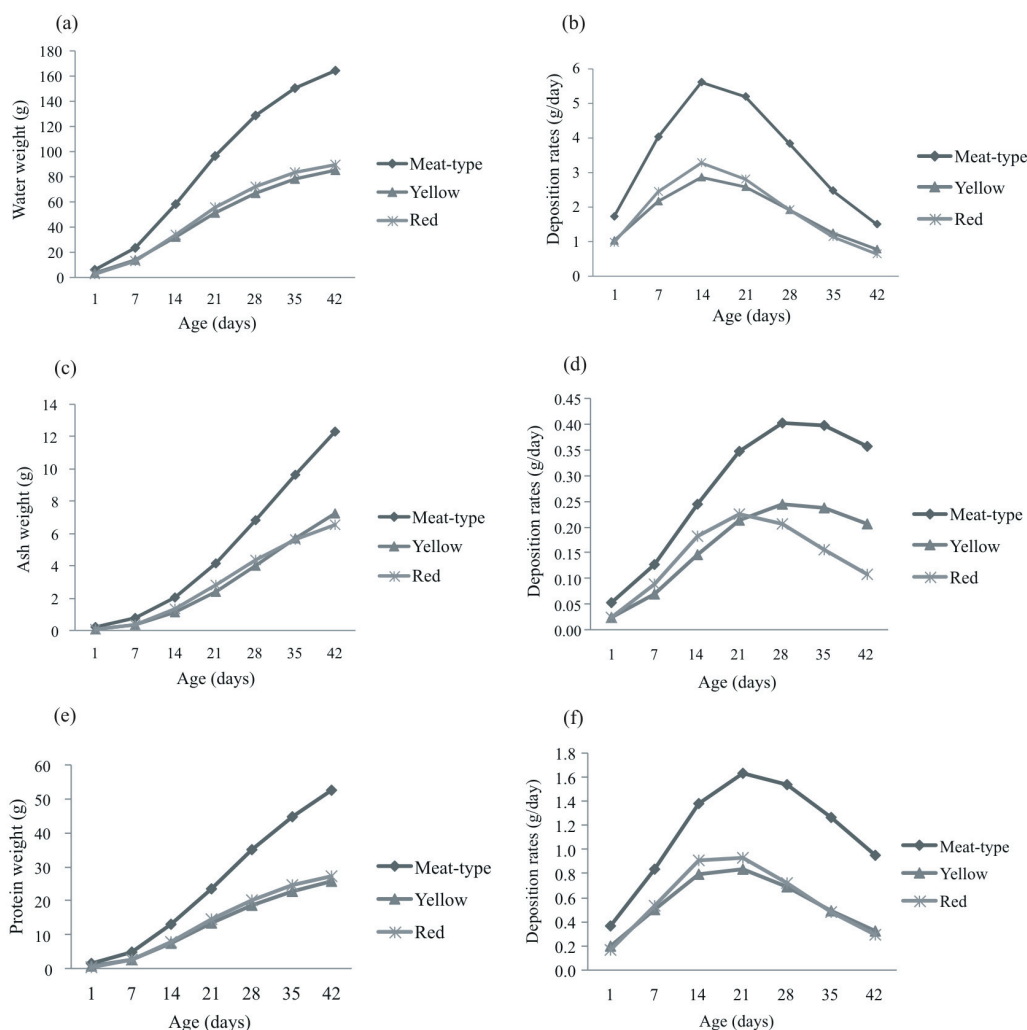 (a)
180
160
140
120
100
80
60
40
20
0
Water weight (g)
1 7 14 21 28 35 42
Age (days)
Meat-type
Yellow
Red
(b)
6
5
4
3
2
1
0
Deposition rates (g/day)
1 7 14 21 28 35 42
Age (days)
Meat-type
Yellow
Red
(c)
14
12
10
8
6
4
2
0
Ash weight (g)
1 7 14 21 28 35 42
Age (days)
Meat-type
Yellow
Red
(d)
0.45
0.40
0.35
0.30
0.25
0.20
0.15
0.10
0.05
0.00
Deposition rates (g/day)
1 7 14 21 28 35 42
Age (days)
Meat-type
Yellow
Red
(e)
60
50
40
30
20
10
0
Protein weight (g)
1 7 14 21 28 35 42
Age (days)
Meat-type
Yellow
Red
(f)
1.8
1.6
1.4
1.2
1.0
0.8
0.6
0.4
0.2
0.0
Deposition rates (g/day)
1 7 14 21 28 35 42
Age (days)
Meat-type
Yellow
Red